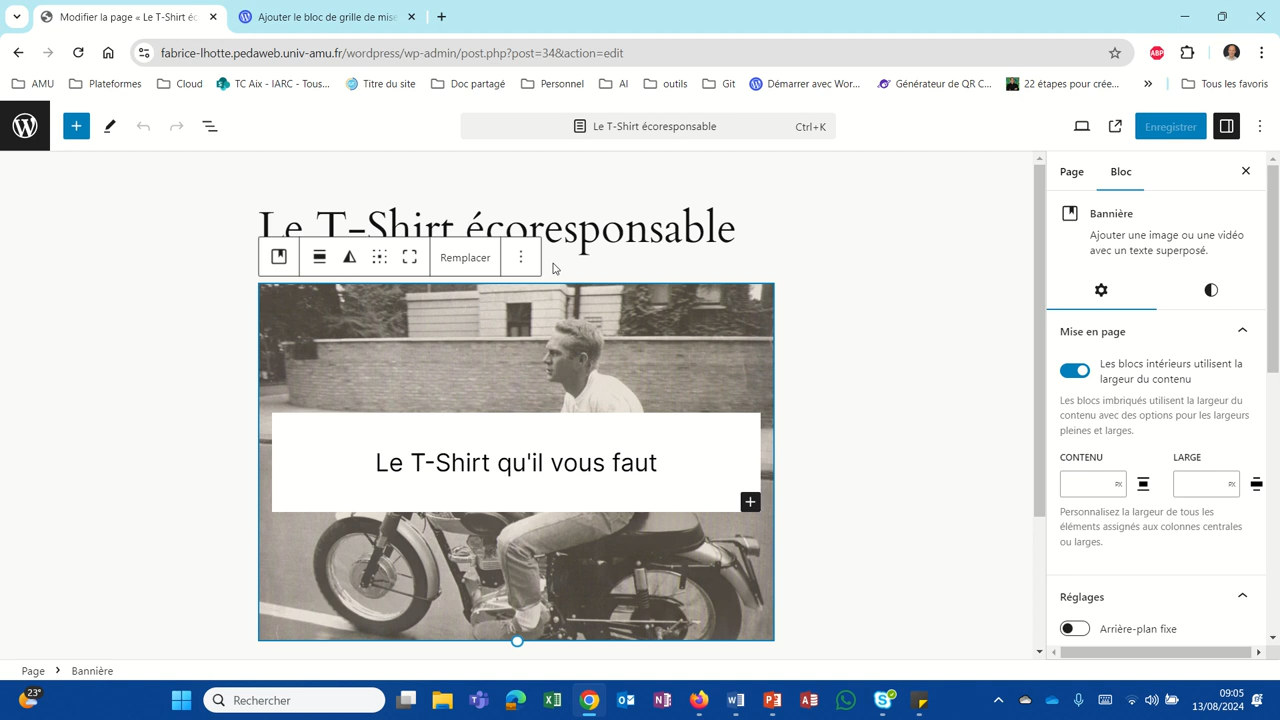 Modifier la page « Le T-Shirt éc
Ajouter le bloc de grille de mise
fabrice-lhotte.pedaweb.univ-amu.fr/wordpress/wp-admin/post.php?post=34&action=edit
ABP
AMU
Plateformes
Cloud
TC Aix - IARC - Tous...
Titre du site
Doc partagé
Personnel
AI
outils
Git
Démarrer avec Wor...
Générateur de QR C...
22 étapes pour crée...
»
Tous les favoris
Le T-Shirt écoresponsable
Ctrl+K
Enregistrer
Page
Bloc
Le T-Shirt écoresponsable
Remplacer
Le T-Shirt qu'il vous faut
Bannière
Ajouter une image ou une vidéo
avec un texte superposé.
Mise en page
Les blocs intérieurs utilisent la
largeur du contenu
Les blocs imbriqués utilisent la largeur du
contenu avec des options pour les largeurs
pleines et larges.
CONTENU
LARGE
PX
PX
Personnalisez la largeur de tous les
éléments assignés aux colonnes centrales
ou larges.
Réglages
Arrière-plan fixe
Page > Bannière
23°
Rechercher
09:05
13/08/2024